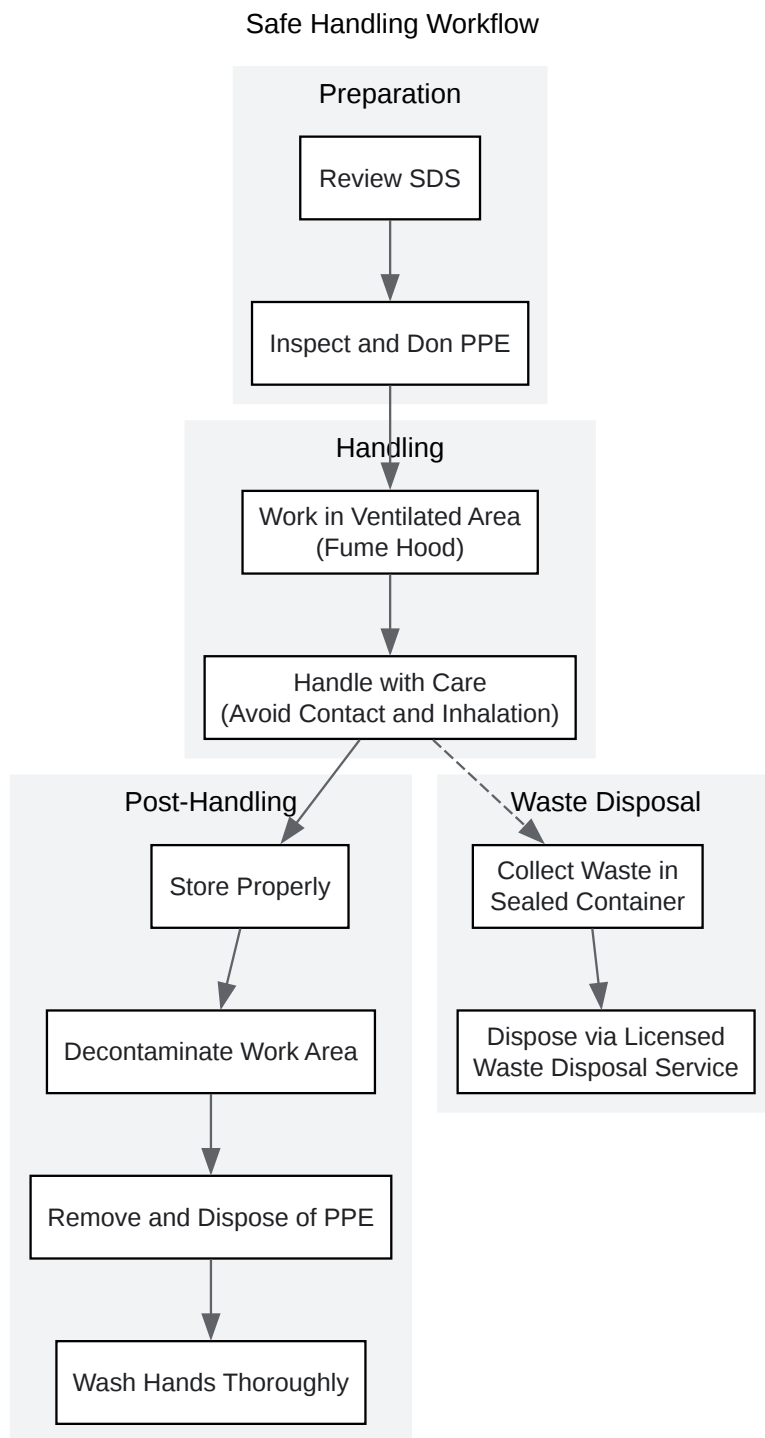 Safe Handling Workflow
Preparation
Review SDS
Inspect and Don PPE
Handling
Work in Ventilated Area
(Fume Hood)
Handle with Care
(Avoid Contact and Inhalation)
Post-Handling
Store Properly
Decontaminate Work Area
Remove and Dispose of PPE
Wash Hands Thoroughly
Waste Disposal
Collect Waste in
Sealed Container
Dispose via Licensed
Waste Disposal Service